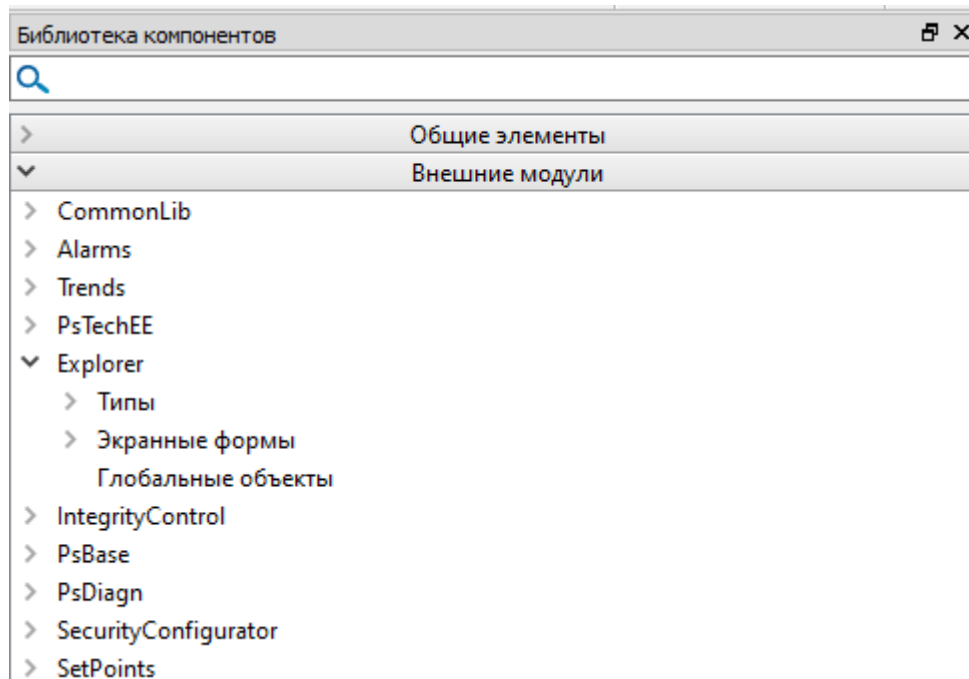 Библиотека компонентов
Общие элементы
Внешние модули
CommonLib
Alarms
Trends
PsTechEE
Explorer
Типы
Экранные формы
Глобальные объекты
IntegrityControl
PsBase
PsDiagn
SecurityConfigurator
SetPoints